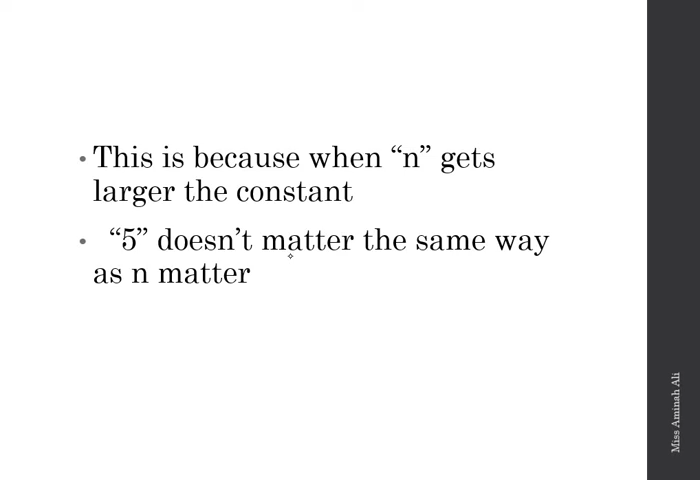 • This is because when “n” gets
larger the constant
• “5” doesn’t matter the same way
as n matter
Miss Aminah Ali